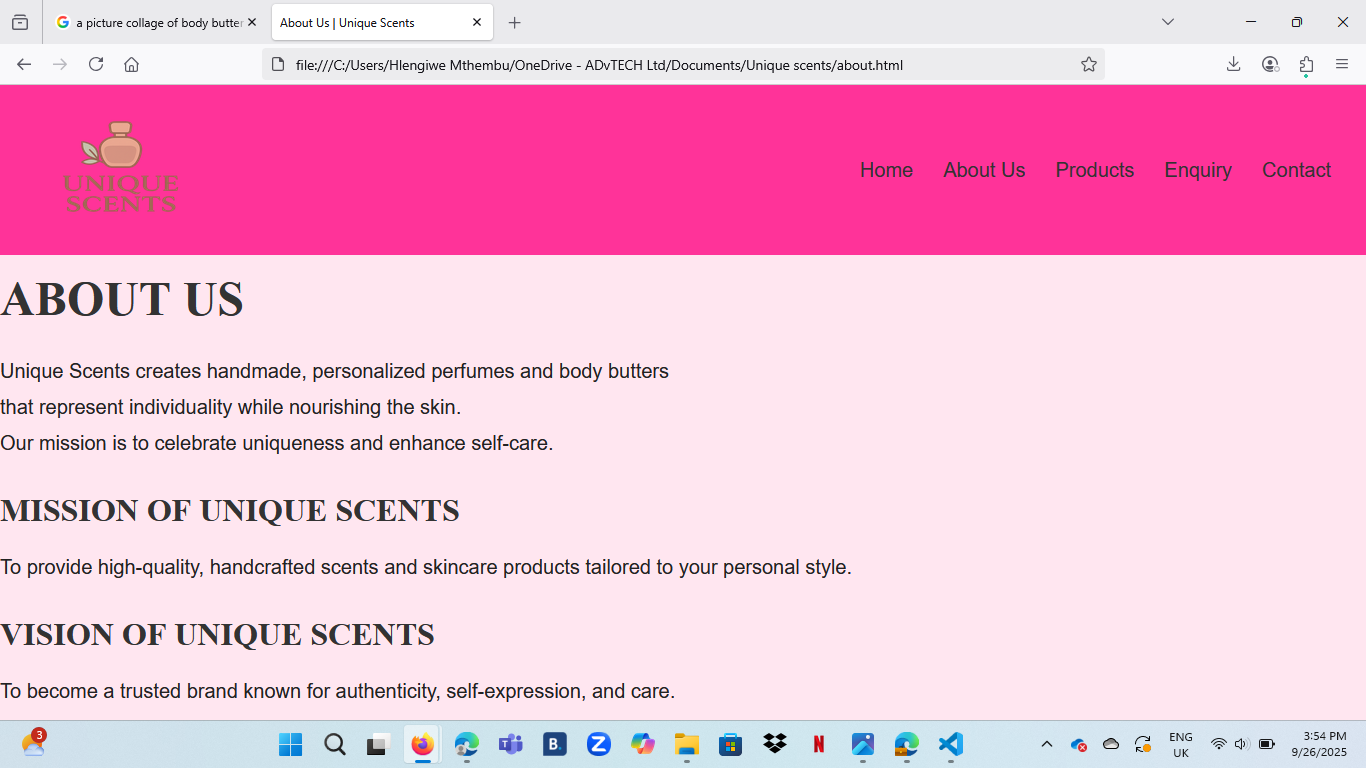 a picture collage of body butter
About Us | Unique Scents
file:///C:/Users/Hlengiwe Mthembu/OneDrive - ADvTECH Ltd/Documents/Unique scents/about.html
UNIQUE
SCENTS
Home About Us Products Enquiry Contact
ABOUT US
Unique Scents creates handmade, personalized perfumes and body butters
that represent individuality while nourishing the skin.
Our mission is to celebrate uniqueness and enhance self-care.
MISSION OF UNIQUE SCENTS
To provide high-quality, handcrafted scents and skincare products tailored to your personal style.
VISION OF UNIQUE SCENTS
To become a trusted brand known for authenticity, self-expression, and care.
3
B.
N
ENG
UK
3:54 PM
9/26/2025